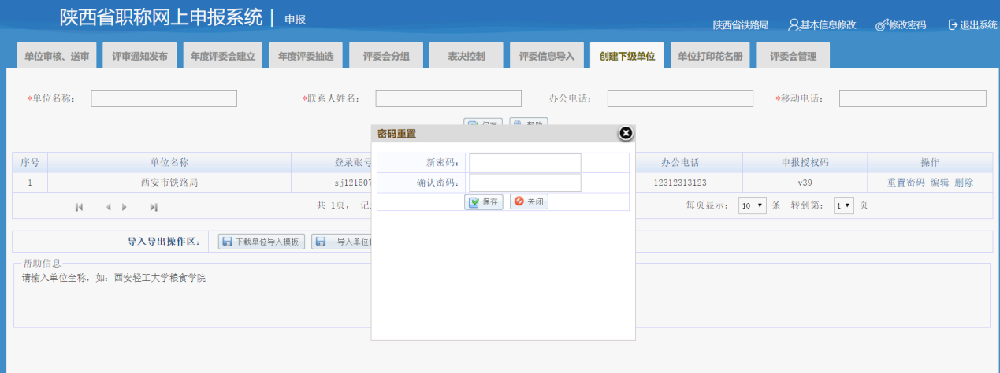 陕西省职称网上申报系统 | 申报
陕西省铁路局 基本信息修改 修改密码 退出系统
单位审核、送审 评审通知发布 年度评委会建立 年度评委抽选 评委会分组 表决控制 评委信息导入 创建下级单位 单位打印花名册 评委会管理
*单位名称： *联系人姓名： 办公电话： *移动电话：
保存 帮助
密码重置
新密码：
确认密码：
保存 关闭
序号 单位名称 登录账号 办公电话 申报授权码 操作
1 西安市铁路局 sj121507 12312313123 v39 重置密码 编辑 删除
共 1页， 每页显示： 10 条 转到第： 1 页
导入导出操作区： 下载单位导入模板 导入单位
帮助信息
请输入单位全称，如：西安轻工大学粮食学院